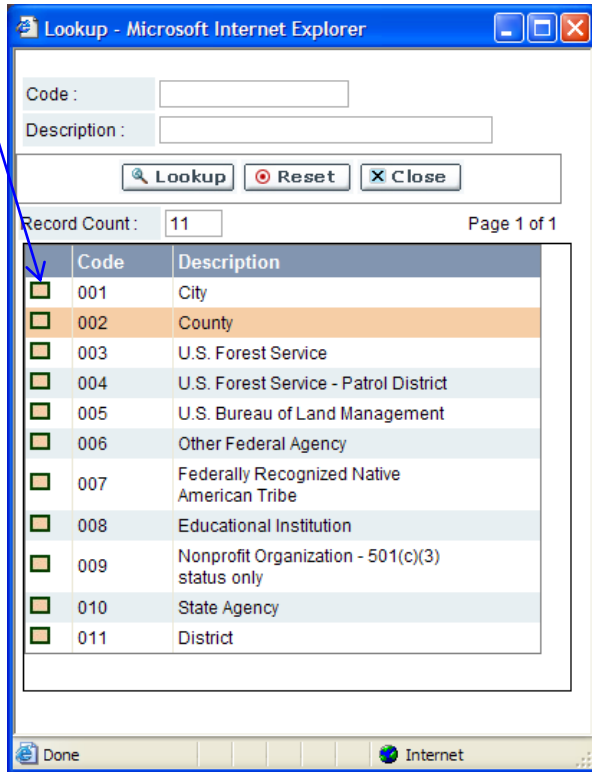 Lookup - Microsoft Internet Explorer
Code :
Description :
Lookup Reset Close
Record Count : 11 Page 1 of 1
Code Description
001 City
002 County
003 U.S. Forest Service
004 U.S. Forest Service - Patrol District
005 U.S. Bureau of Land Management
006 Other Federal Agency
007 Federally Recognized Native
American Tribe
008 Educational Institution
009 Nonprofit Organization - 501(c)(3)
status only
010 State Agency
011 District
Done Internet